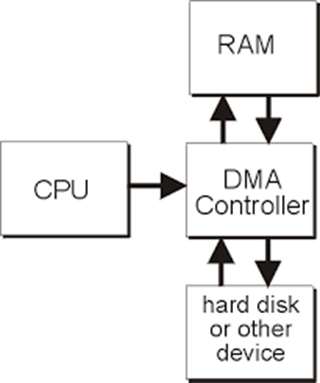 RAM
CPU
DMA
Controller
hard disk
or other
device